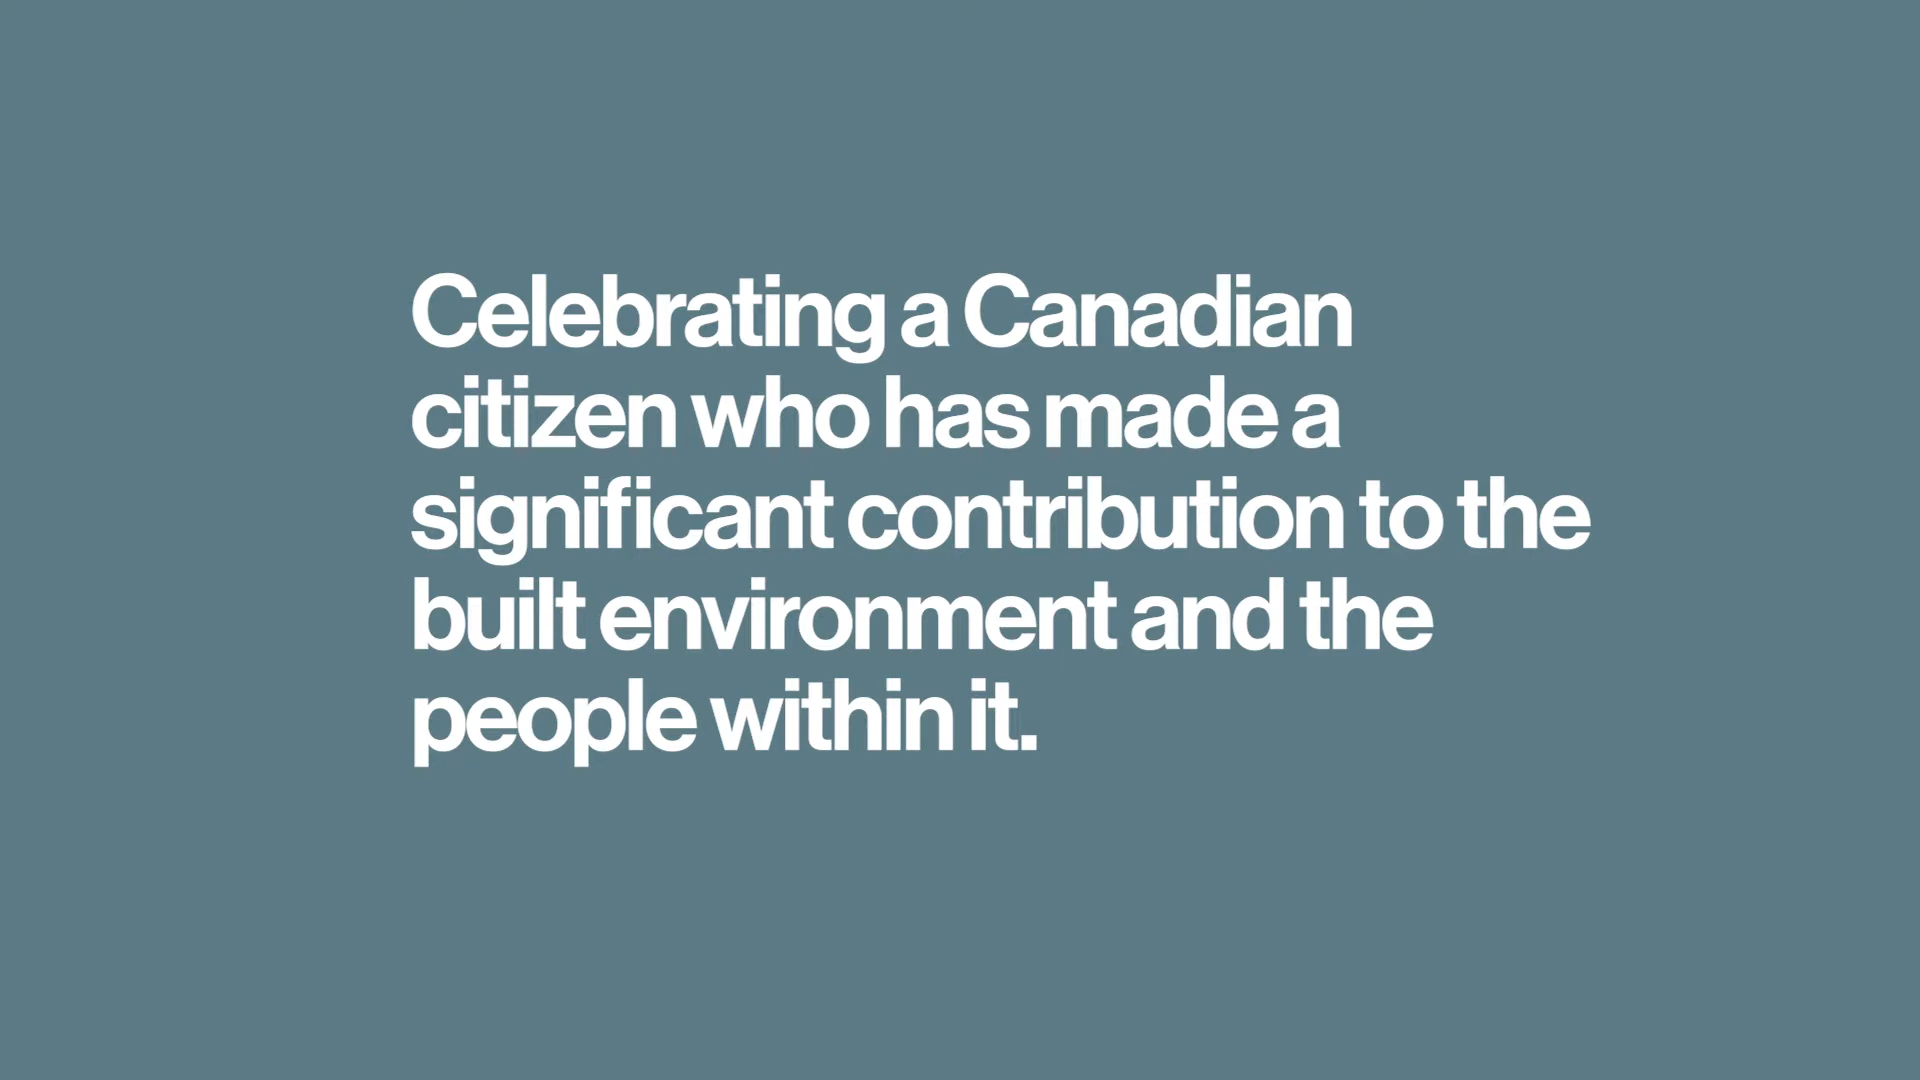 Celebrating a Canadian
citizen who has made a
significant contribution to the
built environment and the
people within it.